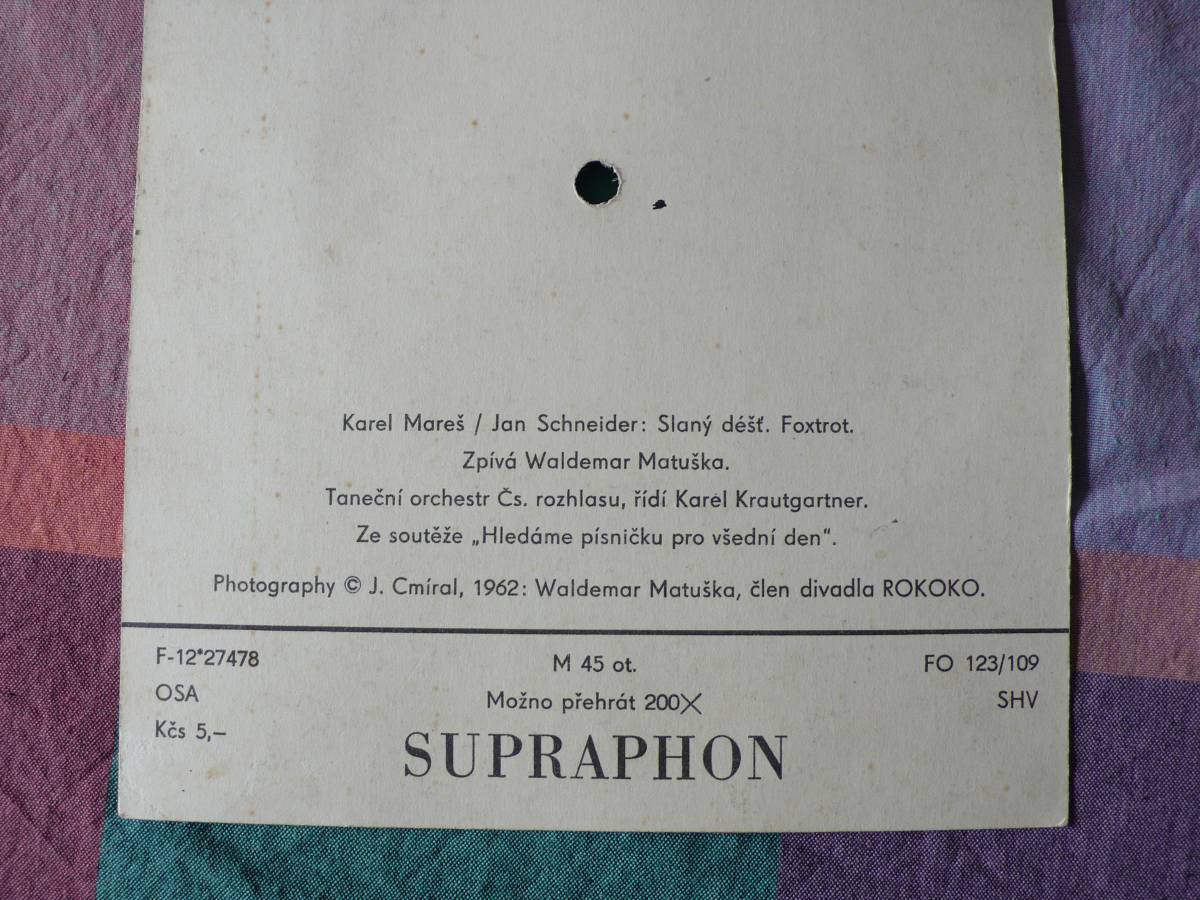 Karel Mareš / Jan Schneider: Slaný déšť. Foxtrot.
Zpívá Waldemar Matuška.
Taneční orchestr Čs. rozhlasu, řídí Karel Krautgartner.
Ze soutěže „Hledáme písničku pro všední den“.
Photography © J. Cmíral, 1962: Waldemar Matuška, člen divadla ROKOKO.
F-12*27478 M 45 ot. FO 123/109
OSA Možno přehrát 200X SHV
Kčs 5,–
SUPRAPHON